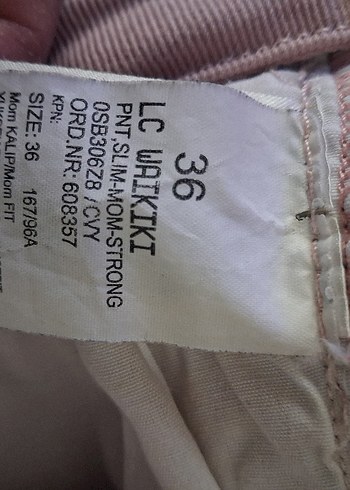 36
LC WAIKIKI
PNT,SLIM-MOM-STRONG
0SB306Z8 /CVY
KPN:
ORD.NR: 608357
SIZE: 36 167/96A
Mom KALIP/Mom FIT